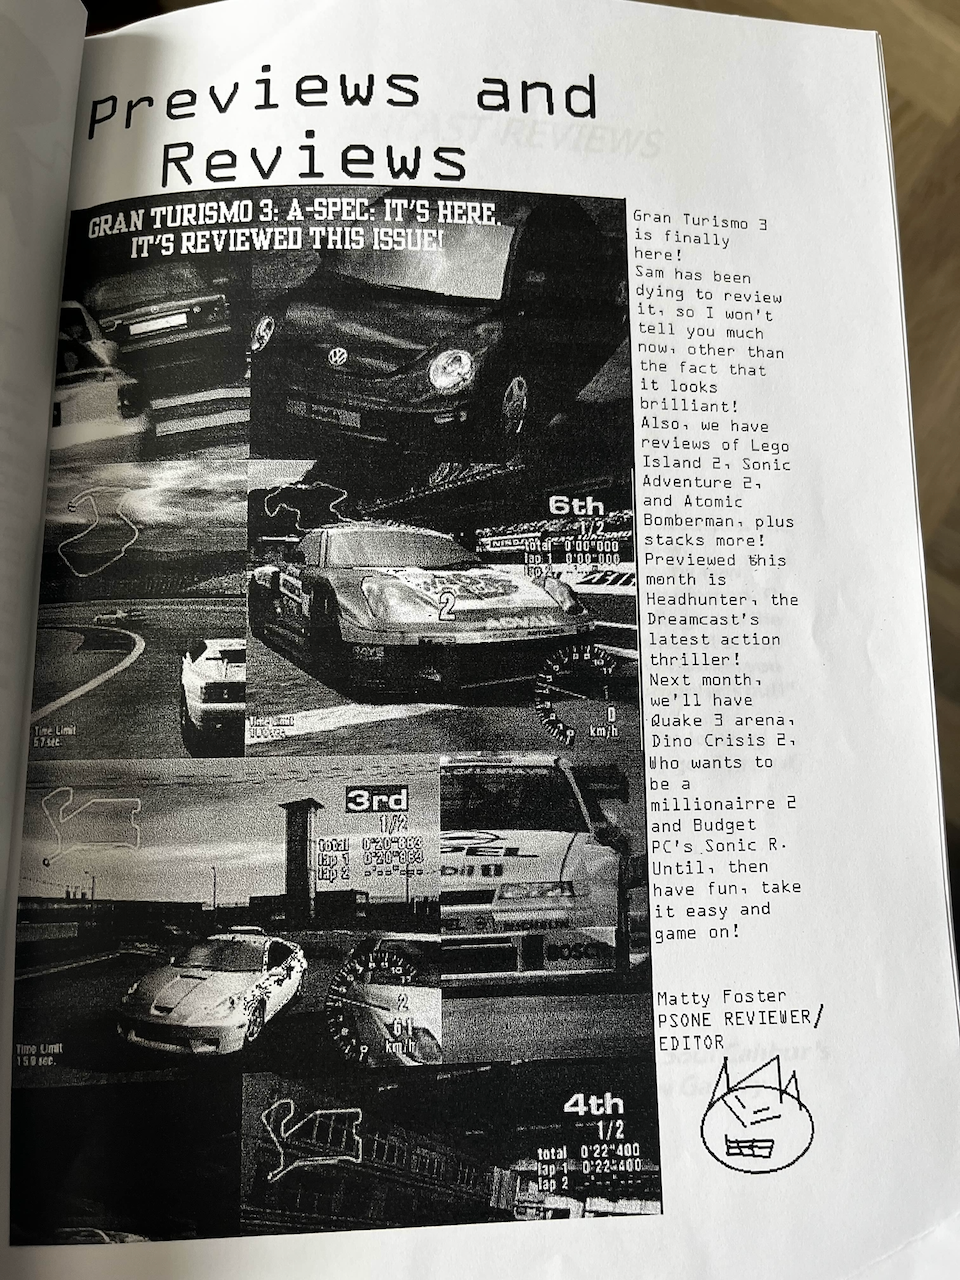 Previews and
Reviews
GRAN TURISMO 3: A-SPEC: IT'S HERE.
IT'S REVIEWED THIS ISSUE!
Gran Turismo 3
is finally
here!
Sam has been
dying to review
it, so I won't
tell you much
now, other than
the fact that
it looks
brilliant!
Also, we have
reviews of Lego
Island 2, Sonic
Adventure 2,
and Atomic
Bomberman, plus
stacks more!
Previewed this
month is
Headhunter, the
Dreamcast's
latest action
thriller!
Next month,
we'll have
Quake 3 arena,
Dino Crisis 2,
Who wants to
be a
millionairre 2
and Budget
PC's Sonic R.
Until, then
have fun, take
it easy and
game on!
Matty Foster
PSONE REVIEWER/
EDITOR
6th
1/2
total 0'00"000
lap 1 0'00"000
2
ADVAN
RAYS
0
km/h
Time Limit
57sec.
Time Limit
3rd
1/2
total 0'20"883
lap 1 0'20"883
lap 2 -'--"---
2
61
km/h
Time Limit
159sec.
BOSCH
4th
1/2
total 0'22"400
lap 1 0'22"400
lap 2 -'--"---